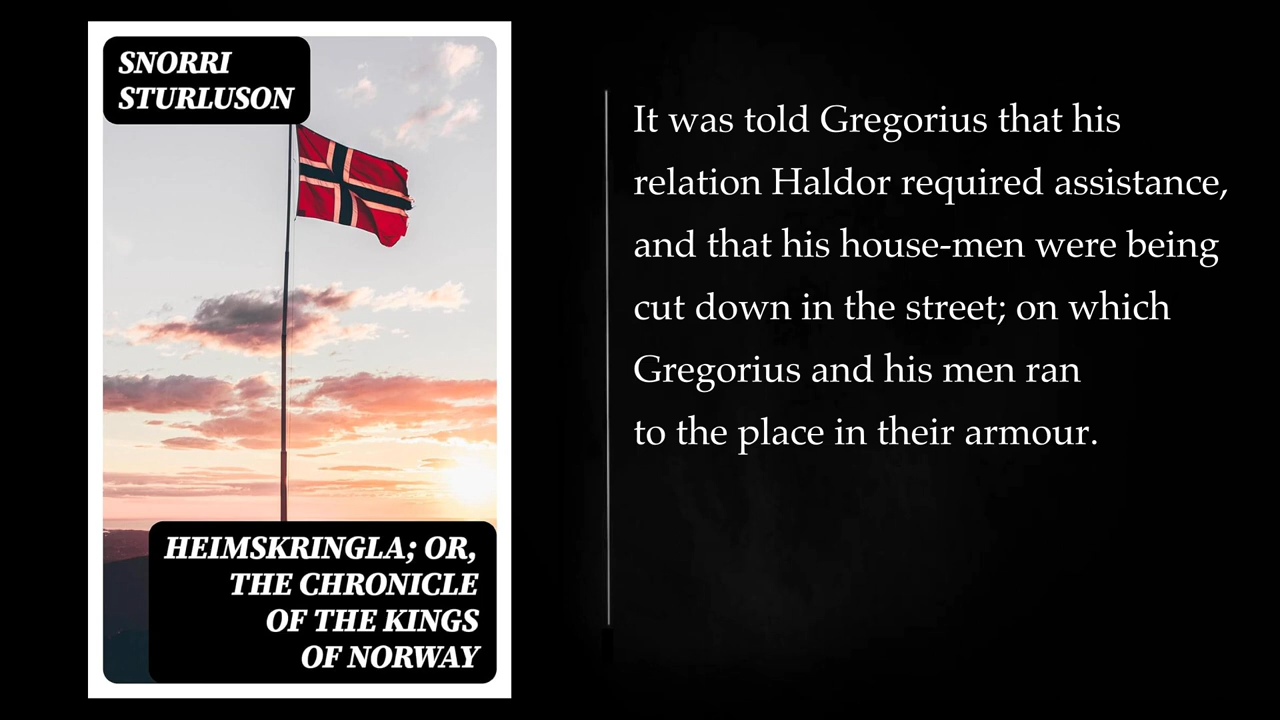 SNORRI
STURLUSON
HEIMSKRINGLA; OR,
THE CHRONICLE
OF THE KINGS
OF NORWAY
It was told Gregorius that his
relation Haldor required assistance,
and that his house-men were being
cut down in the street; on which
Gregorius and his men ran
to the place in their armour.